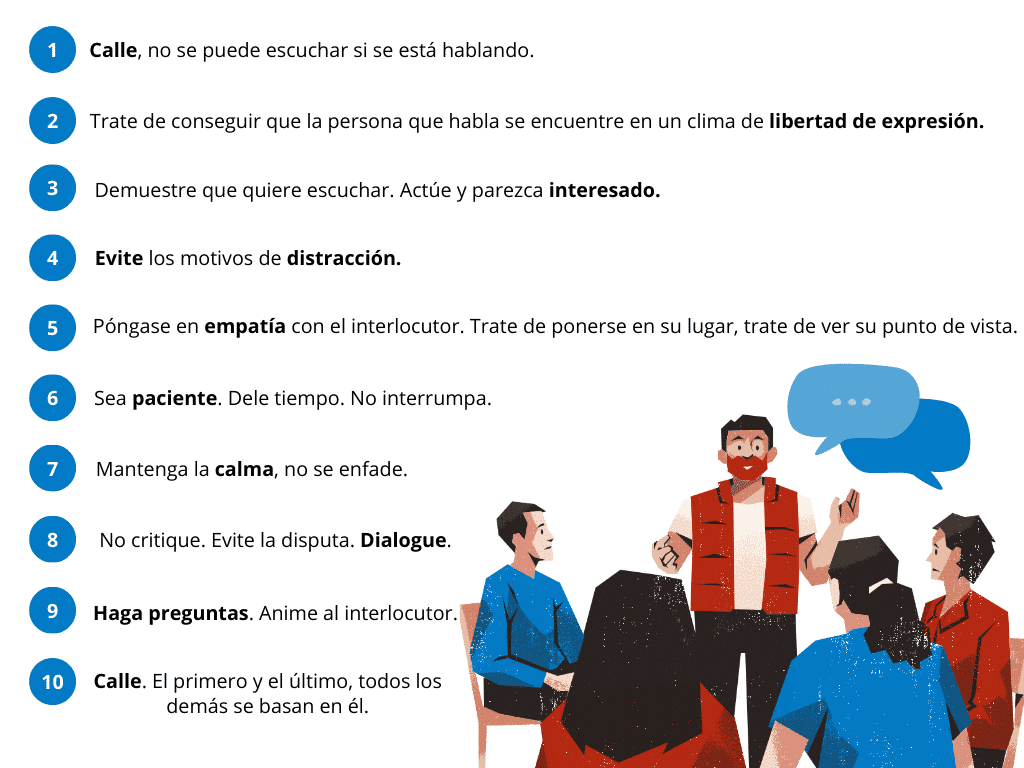 1 Calle, no se puede escuchar si se está hablando.
2 Trate de conseguir que la persona que habla se encuentre en un clima de libertad de expresión.
3 Demuestre que quiere escuchar. Actúe y parezca interesado.
4 Evite los motivos de distracción.
5 Póngase en empatía con el interlocutor. Trate de ponerse en su lugar, trate de ver su punto de vista.
6 Sea paciente. Dele tiempo. No interrumpa.
7 Mantenga la calma, no se enfade.
8 No critique. Evite la disputa. Dialogue.
9 Haga preguntas. Anime al interlocutor.
10 Calle. El primero y el último, todos los
demás se basan en él.